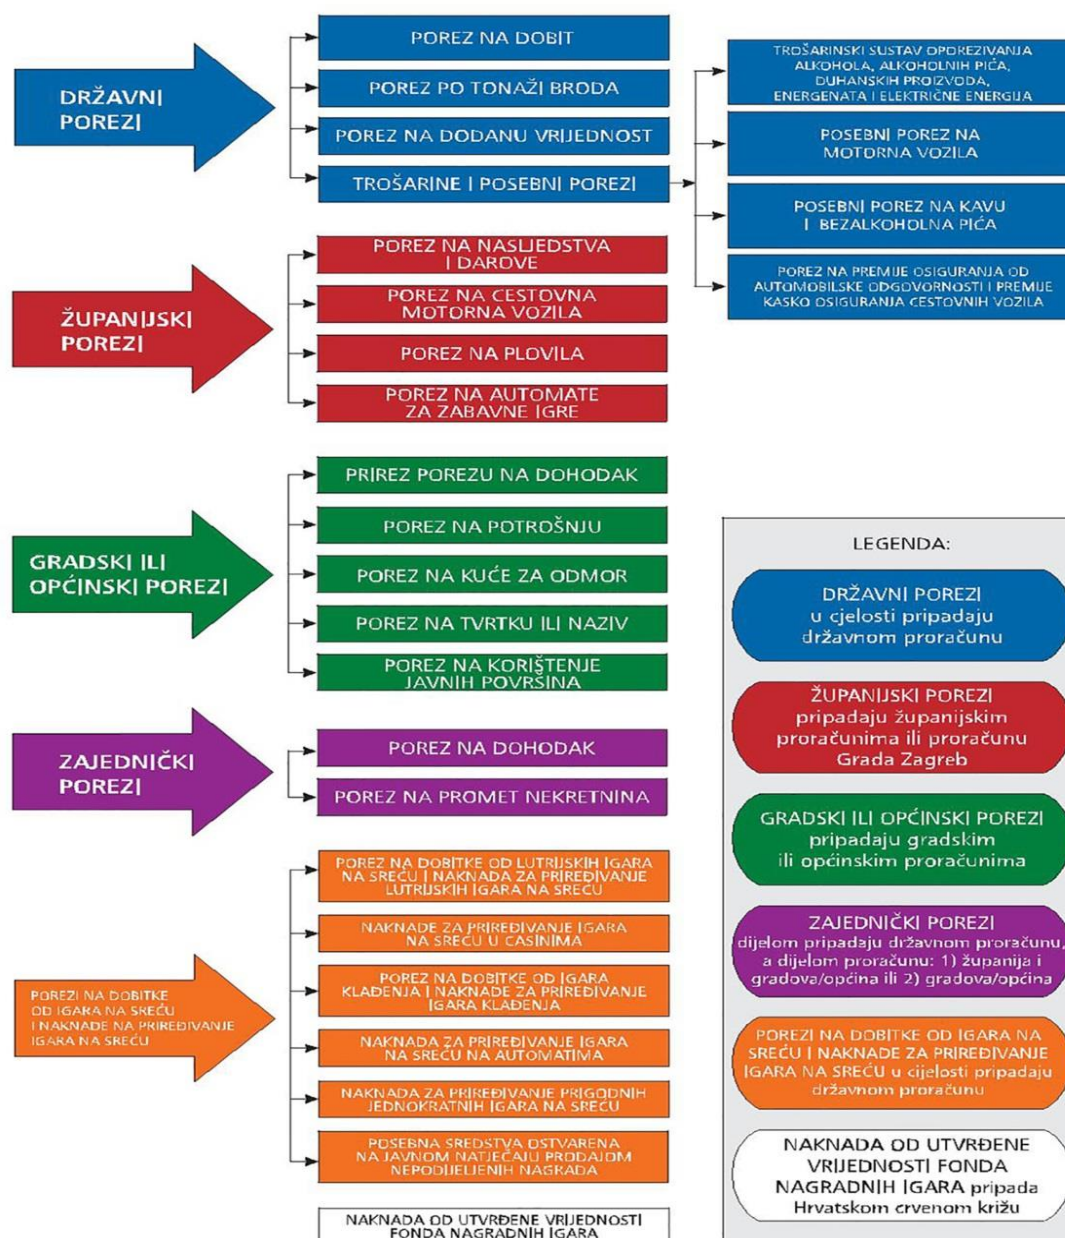 DRŽAVNI
POREZI
POREZ NA DOBIT
POREZ PO TONAŽI BRODA
POREZ NA DODANU VRIJEDNOST
TROŠARINE I POSEBNI POREZI
TROŠARINSKI SUSTAV OPOREZIVANJA
ALKOHOLA, ALKOHOLNIH PIĆA,
DUHANSKIH PROIZVODA,
ENERGENATA I ELEKTRIČNE ENERGIJA
POSEBNI POREZ NA
MOTORNA VOZILA
POSEBNI POREZ NA KAVU
I BEZALKOHOLNA PIĆA
POREZ NA PREMIJE OSIGURANJA OD
AUTOMOBILSKE ODGOVORNOSTI I PREMIJE
KASKO OSIGURANJA CESTOVNIH VOZILA
ŽUPANIJSKI
POREZI
POREZ NA NASLJEDSTVA
I DAROVE
POREZ NA CESTOVNA
MOTORNA VOZILA
POREZ NA PLOVILA
POREZ NA AUTOMATE
ZA ZABAVNE IGRE
GRADSKI ILI
OPĆINSKI POREZI
PRIREZ POREZU NA DOHODAK
POREZ NA POTROŠNJU
POREZ NA KUĆE ZA ODMOR
POREZ NA TVRTKU ILI NAZIV
POREZ NA KORIŠTENJE
JAVNIH POVRŠINA
ZAJEDNIČKI
POREZI
POREZ NA DOHODAK
POREZ NA PROMET NEKRETNINA
POREZI NA DOBITKE
OD IGARA NA SREĆU
I NAKNADE NA PRIREĐIVANJE
IGARA NA SREĆU
POREZ NA DOBITKE OD LUTRIJSKIH IGARA
NA SREĆU I NAKNADA ZA PRIREĐIVANJE
LUTRIJSKIH IGARA NA SREĆU
NAKNADE ZA PRIREĐIVANJE IGARA
NA SREĆU U CASINIMA
POREZ NA DOBITKE OD IGARA
KLAĐENJA I NAKNADE ZA PRIREĐIVANJE
IGARA KLAĐENJA
NAKNADA ZA PRIREĐIVANJE IGARA
NA SREĆU NA AUTOMATIMA
NAKNADA ZA PRIREĐIVANJE PRIGODNIH
JEDNOKRATNIH IGARA NA SREĆU
POSEBNA SREDSTVA OSTVARENA
NA JAVNOM NATJEČAJU PRODAJOM
NEPODIJELJENIH NAGRADA
NAKNADA OD UTVRĐENE VRIJEDNOSTI
FONDA NAGRADNIH IGARA
LEGENDA:
DRŽAVNI POREZI
u cjelosti pripadaju
državnom proračunu
ŽUPANIJSKI POREZI
pripadaju županijskim
proračunima ili proračunu
Grada Zagreb
GRADSKI ILI OPĆINSKI POREZI
pripadaju gradskim
ili općinskim proračunima
ZAJEDNIČKI POREZI
dijelom pripadaju državnom proračunu,
a dijelom proračunu: 1) županija i
gradova/općina ili 2) gradova/općina
POREZI NA DOBITKE OD IGARA NA
SREĆU I NAKNADE ZA PRIREĐIVANJE
IGARA NA SREĆU u cijelosti pripadaju
državnom proračunu
NAKNADA OD UTVRĐENE
VRIJEDNOSTI FONDA
NAGRADNIH IGARA pripada
Hrvatskom crvenom križu